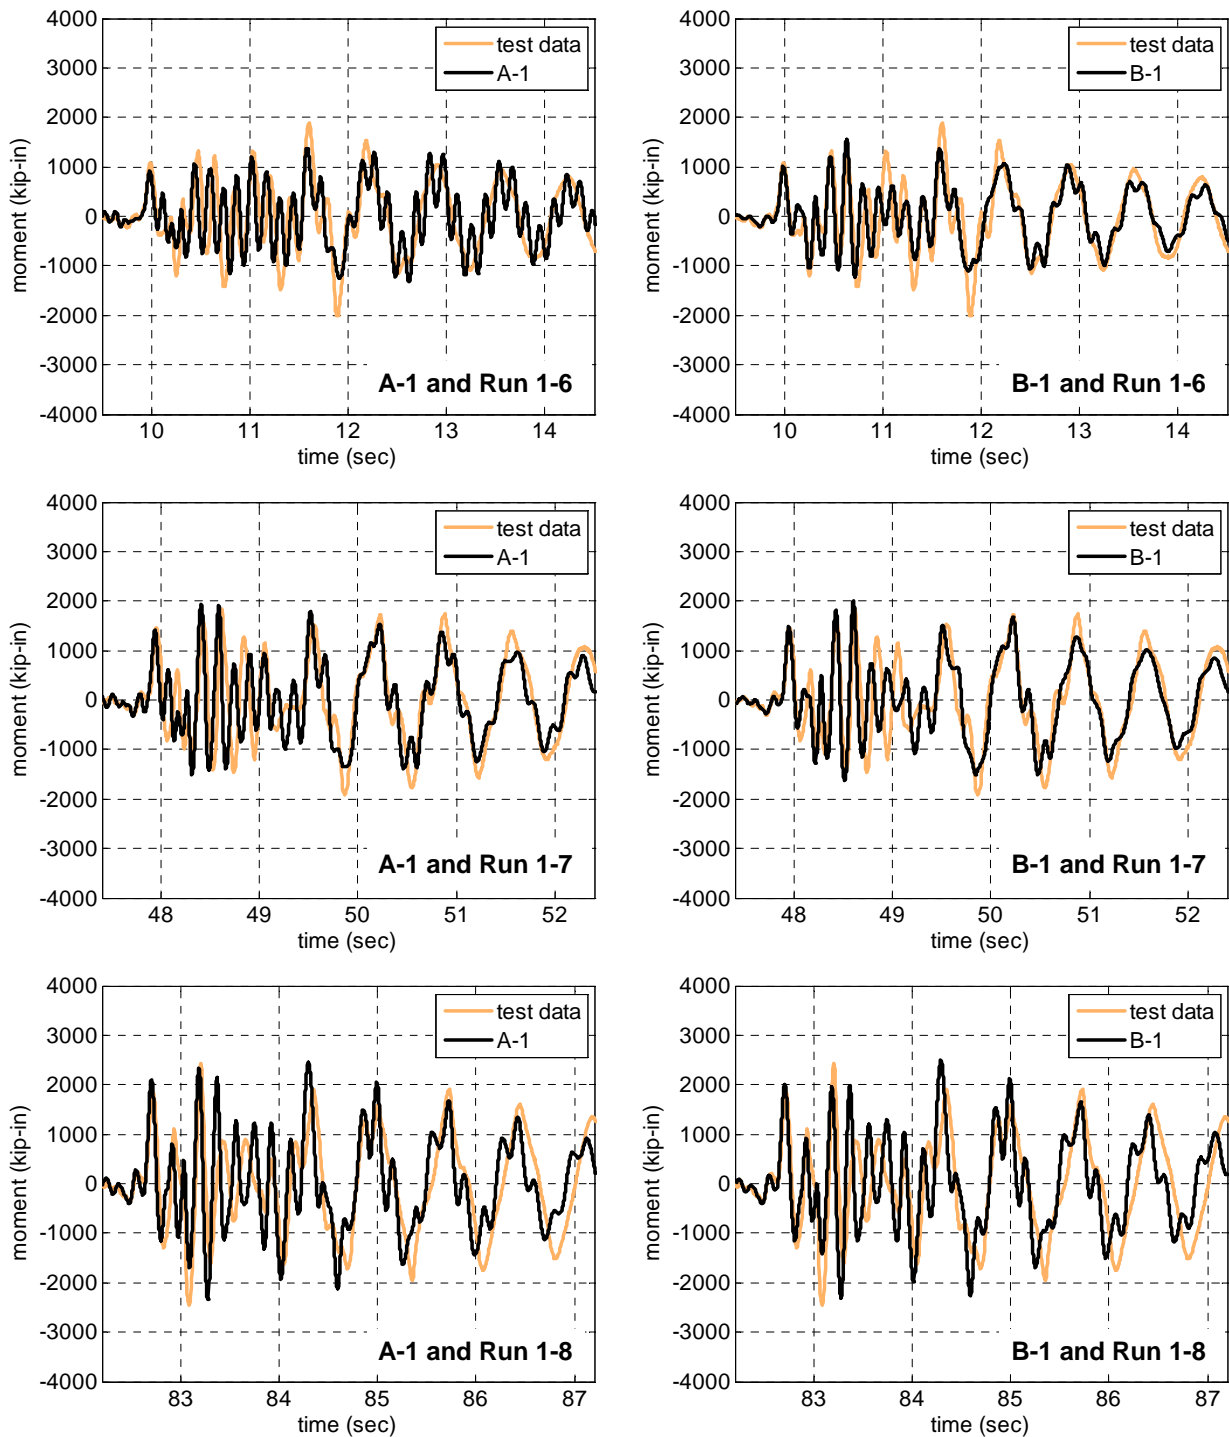 4000
3000
2000
1000
0
-1000
-2000
-3000
-4000
moment (kip-in)
test data
A-1
A-1 and Run 1-6
10 11 12 13 14
time (sec)
4000
3000
2000
1000
0
-1000
-2000
-3000
-4000
moment (kip-in)
test data
B-1
B-1 and Run 1-6
10 11 12 13 14
time (sec)
4000
3000
2000
1000
0
-1000
-2000
-3000
-4000
moment (kip-in)
test data
A-1
A-1 and Run 1-7
48 49 50 51 52
time (sec)
4000
3000
2000
1000
0
-1000
-2000
-3000
-4000
moment (kip-in)
test data
B-1
B-1 and Run 1-7
48 49 50 51 52
time (sec)
4000
3000
2000
1000
0
-1000
-2000
-3000
-4000
moment (kip-in)
test data
A-1
A-1 and Run 1-8
83 84 85 86 87
time (sec)
4000
3000
2000
1000
0
-1000
-2000
-3000
-4000
moment (kip-in)
test data
B-1
B-1 and Run 1-8
83 84 85 86 87
time (sec)